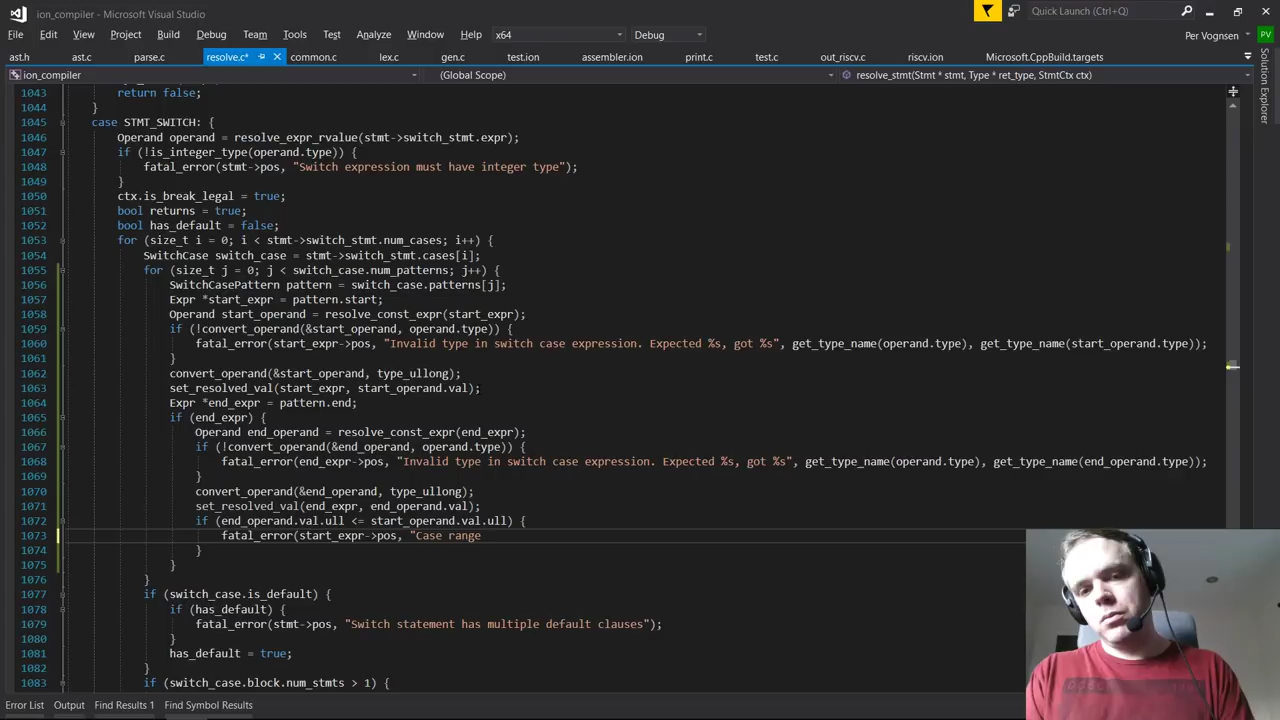 ion_compiler - Microsoft Visual Studio
Quick Launch (Ctrl+Q)
File Edit View Project Build Debug Team Tools Test Analyze Window Help x64 Debug Per Vognsen PV
ast.h ast.c parse.c resolve.c* common.c lex.c gen.c test.ion assembler.ion print.c test.c out_riscv.c riscv.ion Microsoft.CppBuild.targets
ion_compiler (Global Scope) resolve_stmt(Stmt * stmt, Type * ret_type, StmtCtx ctx)
Solution Explorer
1043 return false;
1044 }
1045 case STMT_SWITCH: {
1046 Operand operand = resolve_expr_rvalue(stmt->switch_stmt.expr);
1047 if (!is_integer_type(operand.type)) {
1048 fatal_error(stmt->pos, "Switch expression must have integer type");
1049 }
1050 ctx.is_break_legal = true;
1051 bool returns = true;
1052 bool has_default = false;
1053 for (size_t i = 0; i < stmt->switch_stmt.num_cases; i++) {
1054 SwitchCase switch_case = stmt->switch_stmt.cases[i];
1055 for (size_t j = 0; j < switch_case.num_patterns; j++) {
1056 SwitchCasePattern pattern = switch_case.patterns[j];
1057 Expr *start_expr = pattern.start;
1058 Operand start_operand = resolve_const_expr(start_expr);
1059 if (!convert_operand(&start_operand, operand.type)) {
1060 fatal_error(start_expr->pos, "Invalid type in switch case expression. Expected %s, got %s", get_type_name(operand.type), get_type_name(start_operand.type));
1061 }
1062 convert_operand(&start_operand, type_ullong);
1063 set_resolved_val(start_expr, start_operand.val);
1064 Expr *end_expr = pattern.end;
1065 if (end_expr) {
1066 Operand end_operand = resolve_const_expr(end_expr);
1067 if (!convert_operand(&end_operand, operand.type)) {
1068 fatal_error(end_expr->pos, "Invalid type in switch case expression. Expected %s, got %s", get_type_name(operand.type), get_type_name(end_operand.type));
1069 }
1070 convert_operand(&end_operand, type_ullong);
1071 set_resolved_val(end_expr, end_operand.val);
1072 if (end_operand.val.ull <= start_operand.val.ull) {
1073 fatal_error(start_expr->pos, "Case range
1074 }
1075 }
1076 }
1077 if (switch_case.is_default) {
1078 if (has_default) {
1079 fatal_error(stmt->pos, "Switch statement has multiple default clauses");
1080 }
1081 has_default = true;
1082 }
1083 if (switch_case.block.num_stmts > 1) {
Error List Output Find Results 1 Find Symbol Results